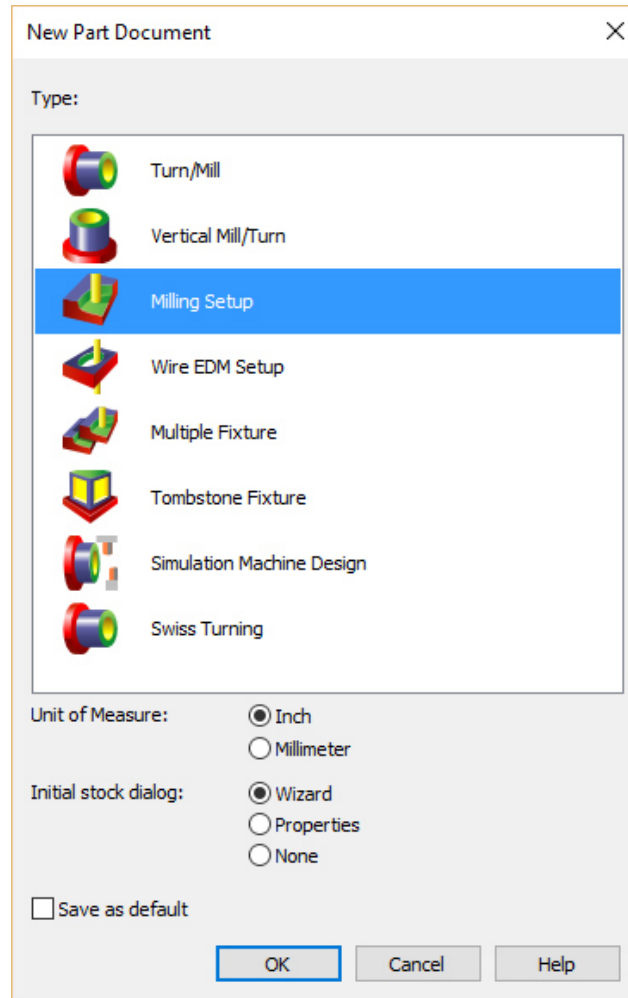 New Part Document
Type:
Turn/Mill
Vertical Mill/Turn
Milling Setup
Wire EDM Setup
Multiple Fixture
Tombstone Fixture
Simulation Machine Design
Swiss Turning
Unit of Measure: Inch
Millimeter
Initial stock dialog: Wizard
Properties
None
Save as default
OK Cancel Help